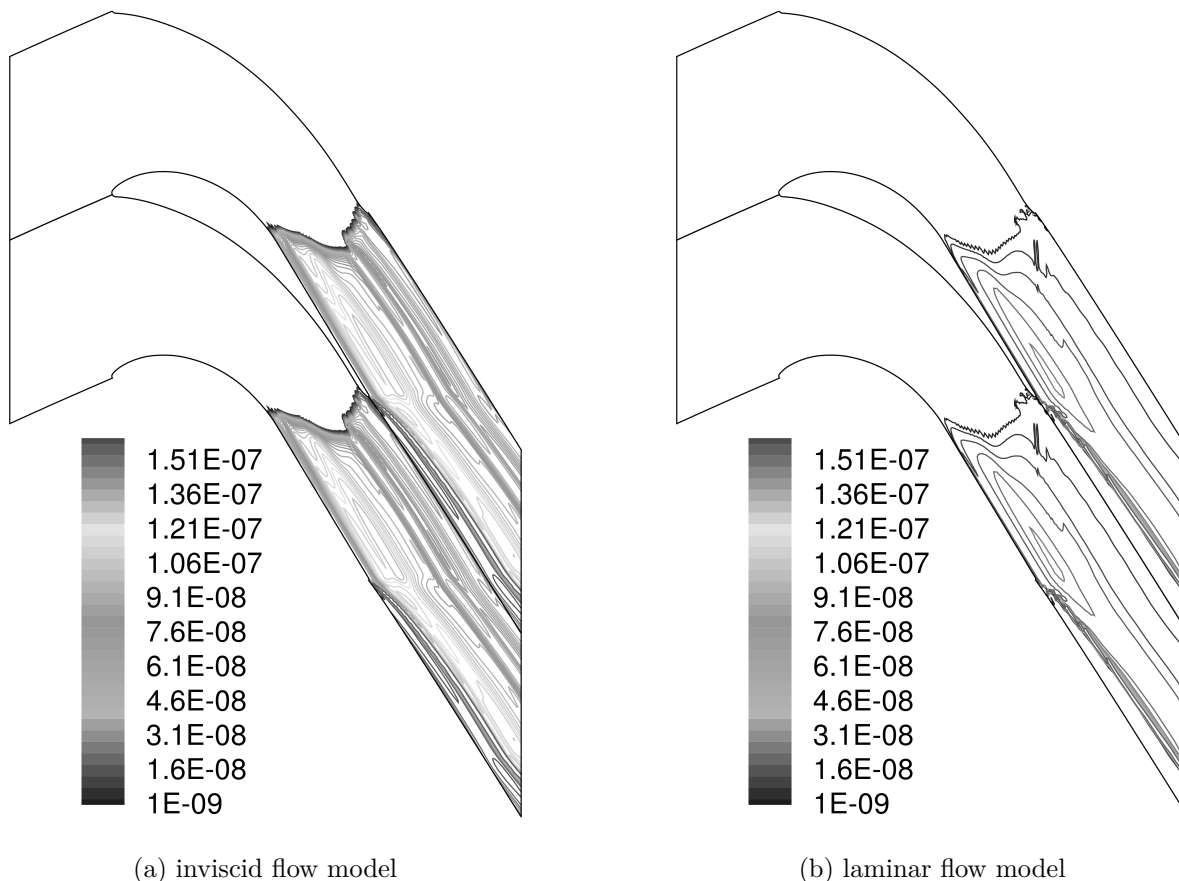 1.51E-07
1.36E-07
1.21E-07
1.06E-07
9.1E-08
7.6E-08
6.1E-08
4.6E-08
3.1E-08
1.6E-08
1E-09
(a) inviscid flow model
1.51E-07
1.36E-07
1.21E-07
1.06E-07
9.1E-08
7.6E-08
6.1E-08
4.6E-08
3.1E-08
1.6E-08
1E-09
(b) laminar flow model